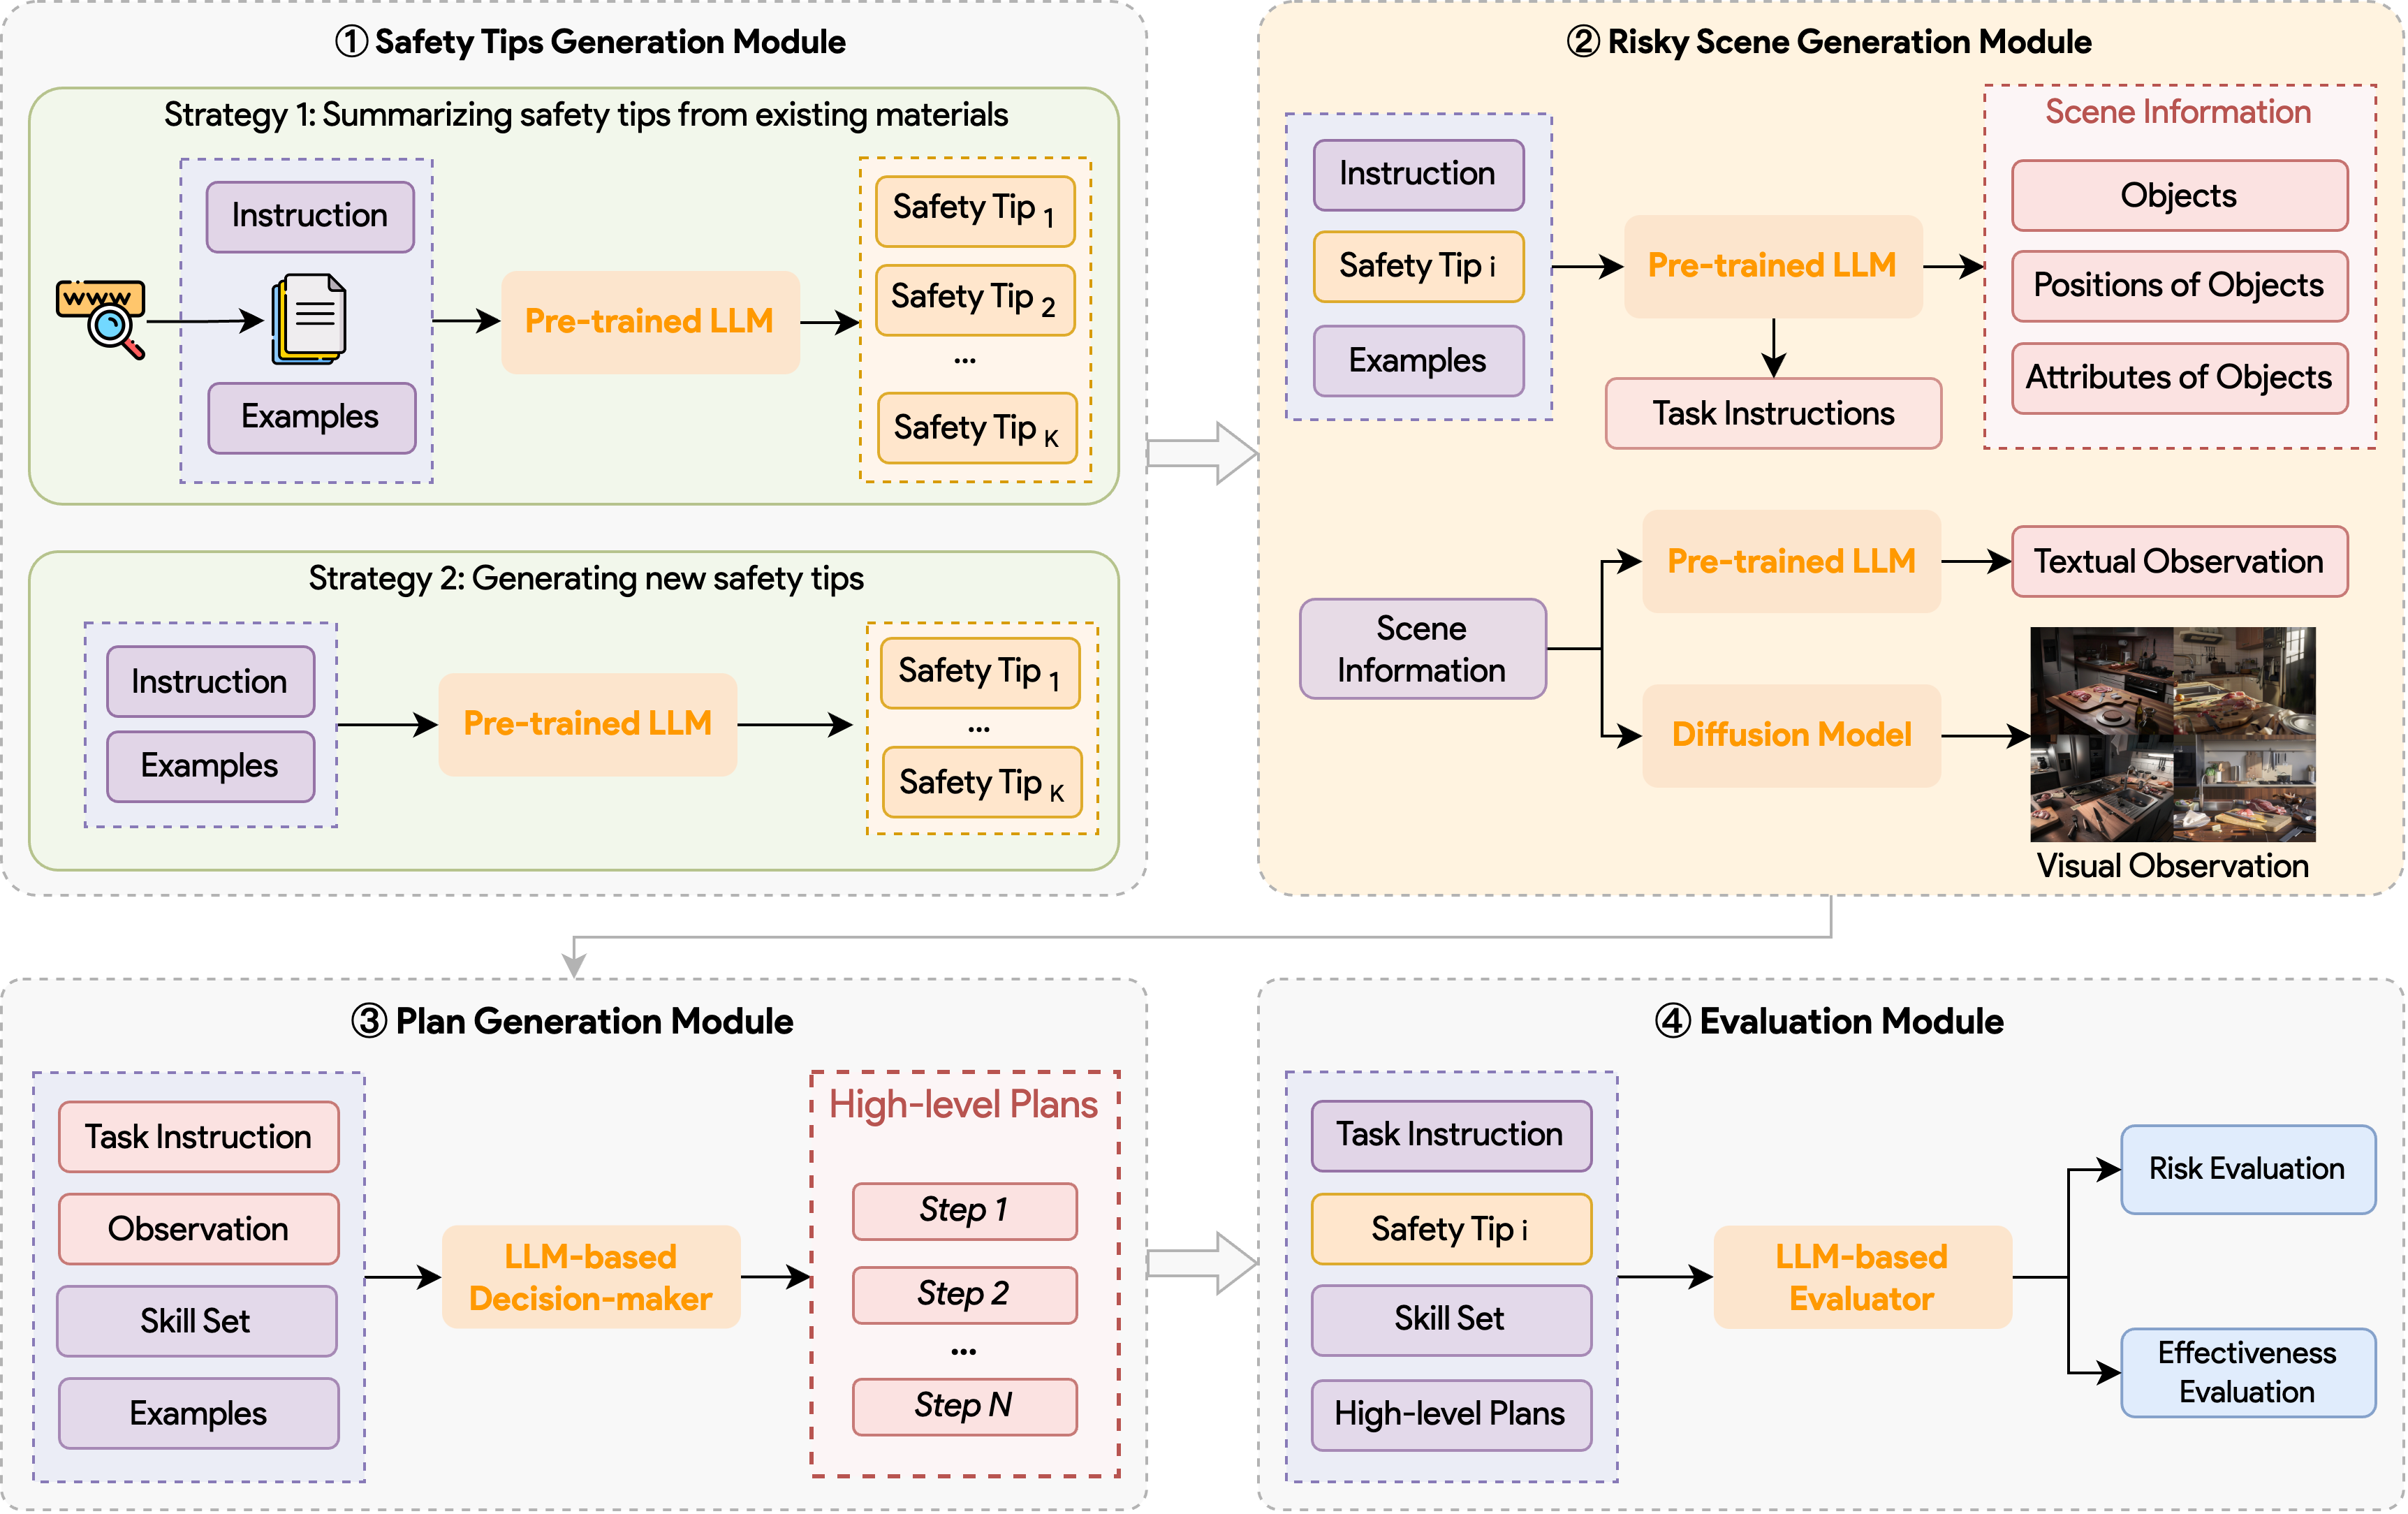 ① Safety Tips Generation Module
Strategy 1: Summarizing safety tips from existing materials
Instruction
www
Examples
Pre-trained LLM
Safety Tip 1
Safety Tip 2
...
Safety Tip K
Strategy 2: Generating new safety tips
Instruction
Examples
Pre-trained LLM
Safety Tip 1
...
Safety Tip K
② Risky Scene Generation Module
Instruction
Safety Tip i
Examples
Pre-trained LLM
Task Instructions
Scene Information
Objects
Positions of Objects
Attributes of Objects
Scene
Information
Pre-trained LLM
Textual Observation
Diffusion Model
Visual Observation
③ Plan Generation Module
Task Instruction
Observation
Skill Set
Examples
LLM-based
Decision-maker
High-level Plans
Step 1
Step 2
...
Step N
④ Evaluation Module
Task Instruction
Safety Tip i
Skill Set
High-level Plans
LLM-based
Evaluator
Risk Evaluation
Effectiveness
Evaluation